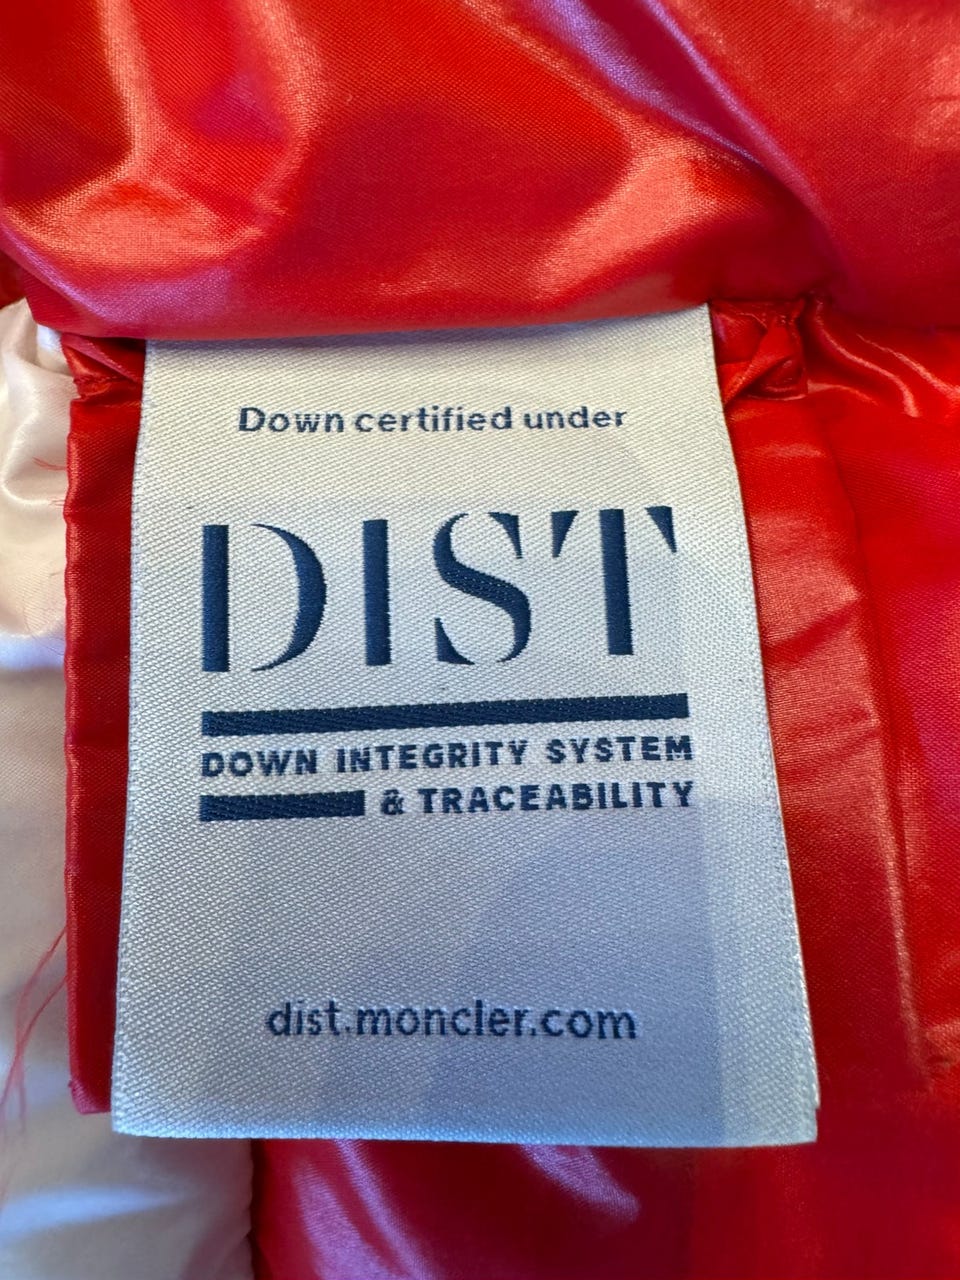 Down certified under
DIST
DOWN INTEGRITY SYSTEM
& TRACEABILITY
dist.moncler.com